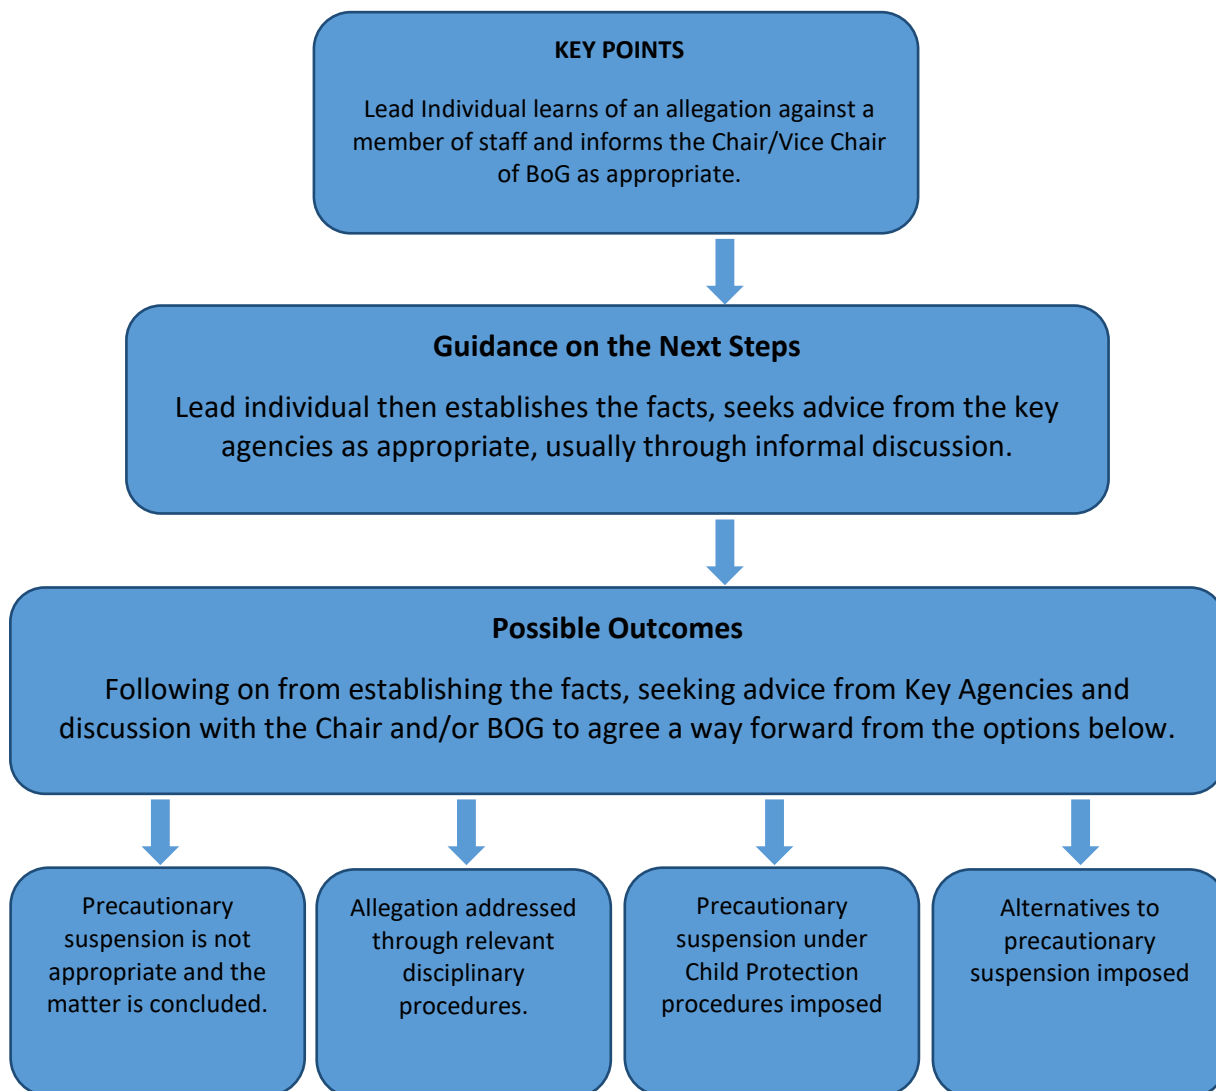 KEY POINTS
Lead Individual learns of an allegation against a
member of staff and informs the Chair/Vice Chair
of BoG as appropriate.
Guidance on the Next Steps
Lead individual then establishes the facts, seeks advice from the key
agencies as appropriate, usually through informal discussion.
Possible Outcomes
Following on from establishing the facts, seeking advice from Key Agencies and
discussion with the Chair and/or BOG to agree a way forward from the options below.
Precautionary
suspension is not
appropriate and the
matter is concluded.
Allegation addressed
through relevant
disciplinary
procedures.
Precautionary
suspension under
Child Protection
procedures imposed
Alternatives to
precautionary
suspension imposed